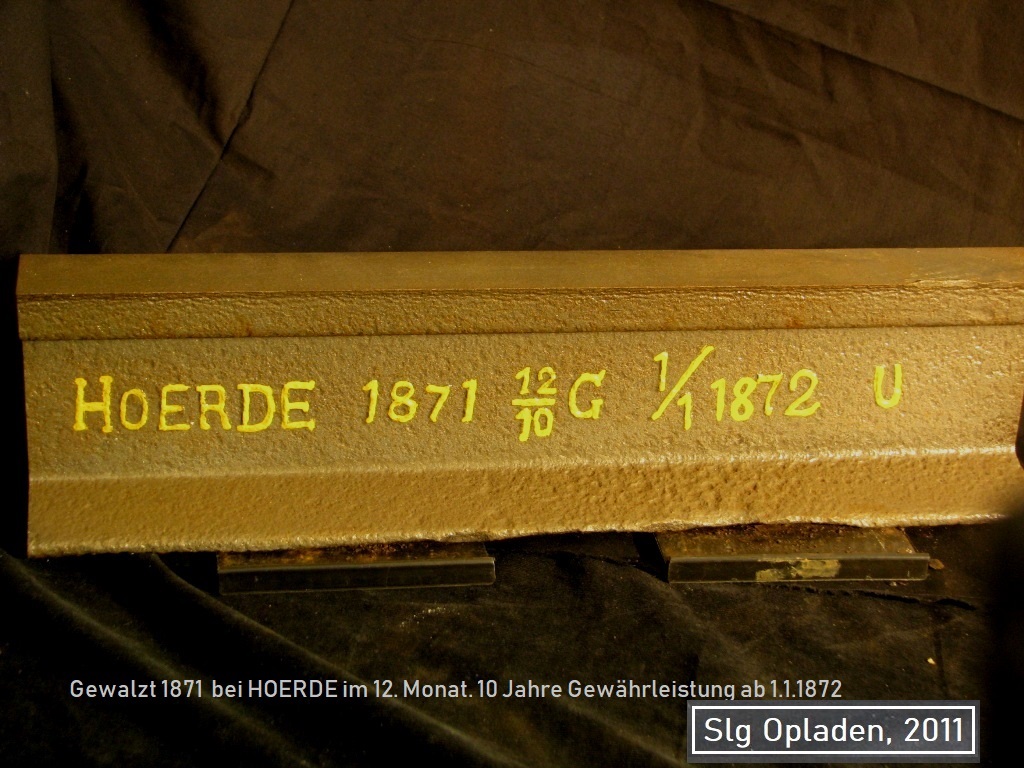 HOERDE 1871 12/10 G 1/1 1872 U
Gewalzt 1871 bei HOERDE im 12. Monat. 10 Jahre Gewährleistung ab 1.1.1872
Slg Opladen, 2011